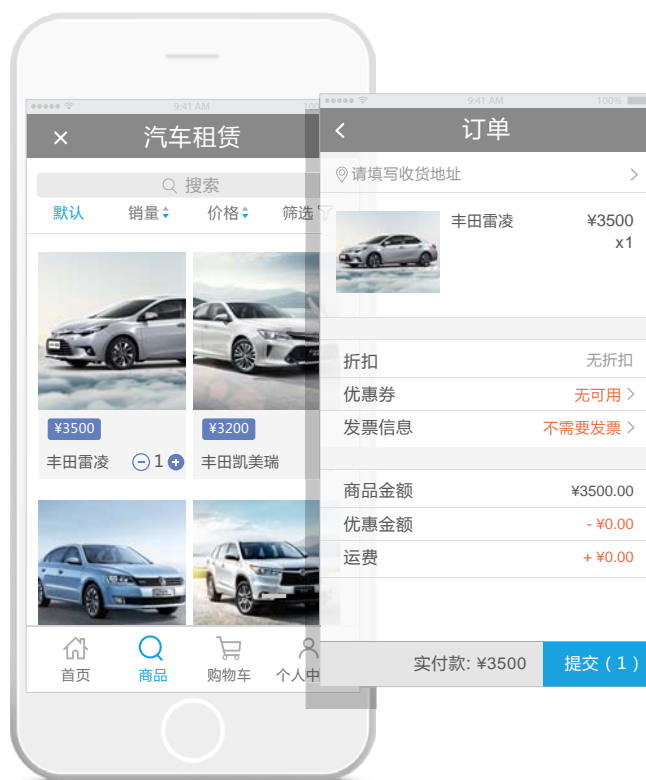 9:41 AM
汽车租赁
搜索
默认 销量 价格 筛选
¥3500
丰田雷凌 1
¥3200
丰田凯美瑞
首页 商品 购物车 个人中
9:41 AM 100%
订单
请填写收货地址
丰田雷凌 ¥3500
x1
折扣 无折扣
优惠券 无可用
发票信息 不需要发票
商品金额 ¥3500.00
优惠金额 - ¥0.00
运费 + ¥0.00
实付款: ¥3500 提交（1）